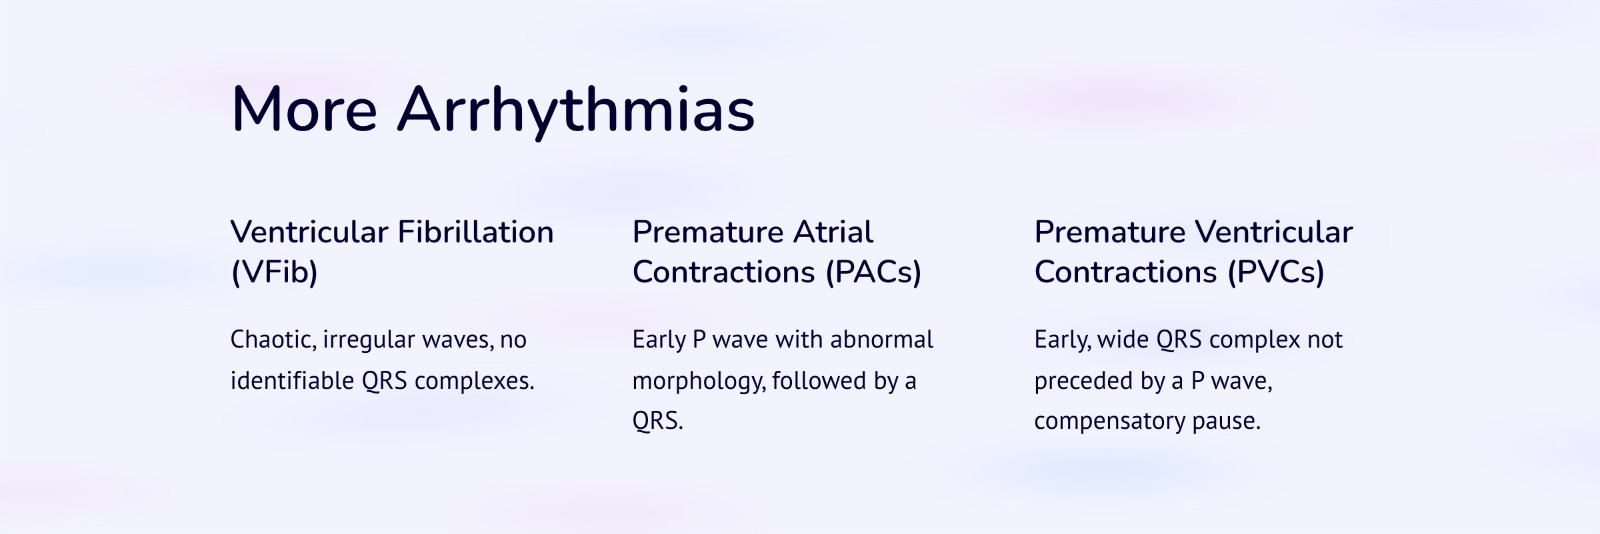 More Arrhythmias
Ventricular Fibrillation
(VFib)
Chaotic, irregular waves, no
identifiable QRS complexes.
Premature Atrial
Contractions (PACs)
Early P wave with abnormal
morphology, followed by a
QRS.
Premature Ventricular
Contractions (PVCs)
Early, wide QRS complex not
preceded by a P wave,
compensatory pause.